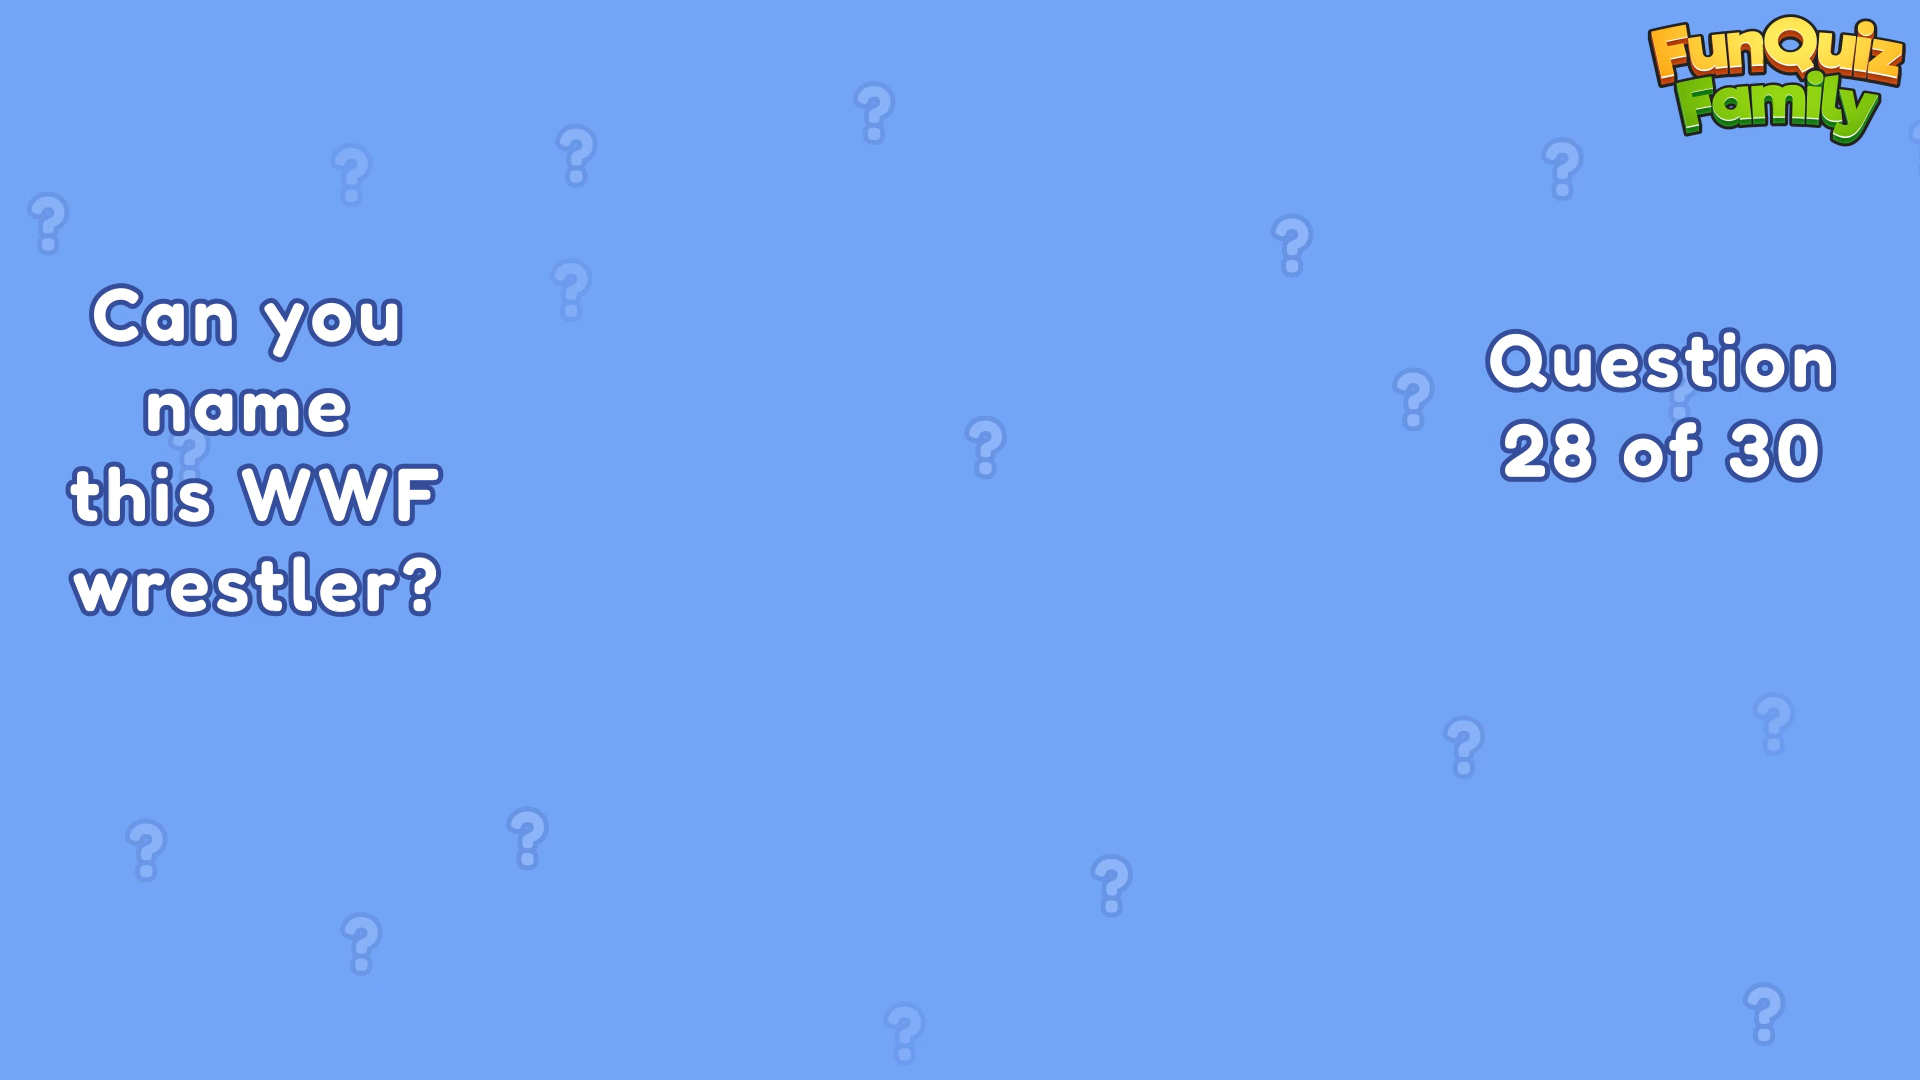 FunQuiz
Family
Can you
name
this WWF
wrestler?
Question
28 of 30